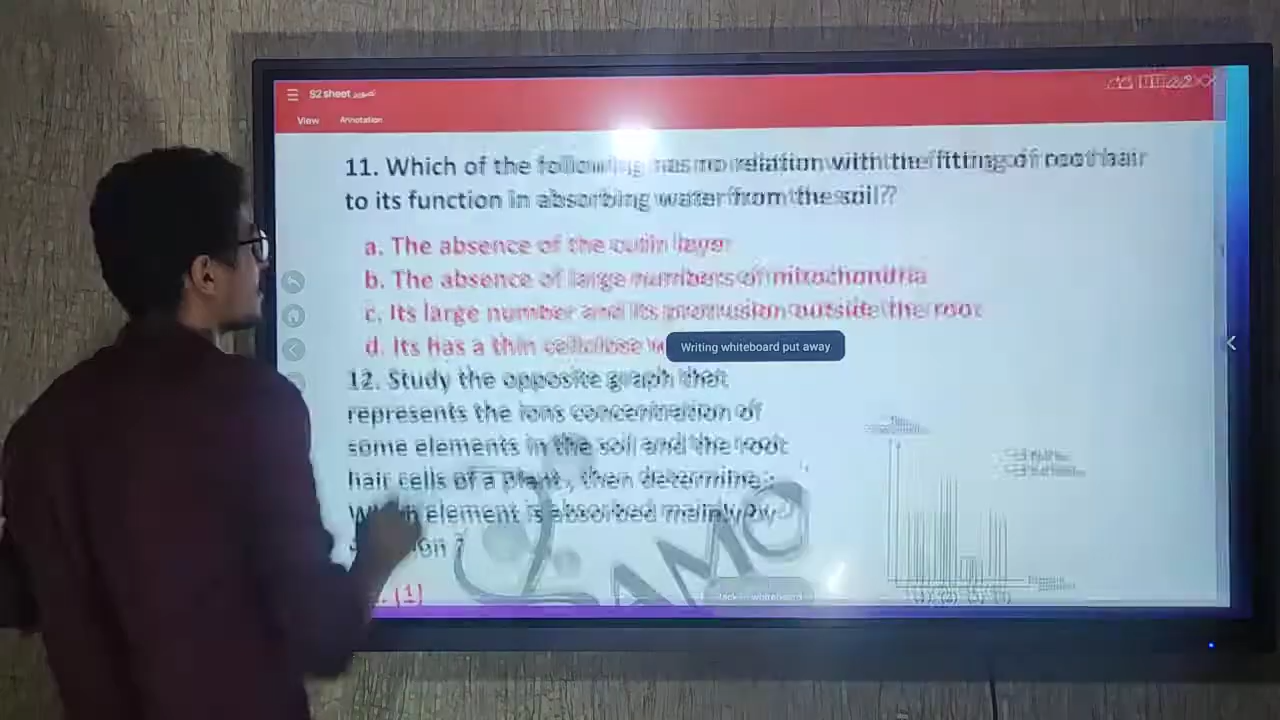 S2 sheet
View Annotation
11. Which of the following has no relation with the fitting of root hair
to its function in absorbing water from the soil??
a. The absence of the cutin layer
b. The absence of large numbers of mitochondria
c. Its large number and its protrusion outside the root
d. Its has a thin cellulose
Writing whiteboard put away
12. Study the opposite graph that
represents the ions concentration of
some elements in the soil and the root
hair cells of a plant, then determine:
element is absorbed mainly by
(1)
AMO